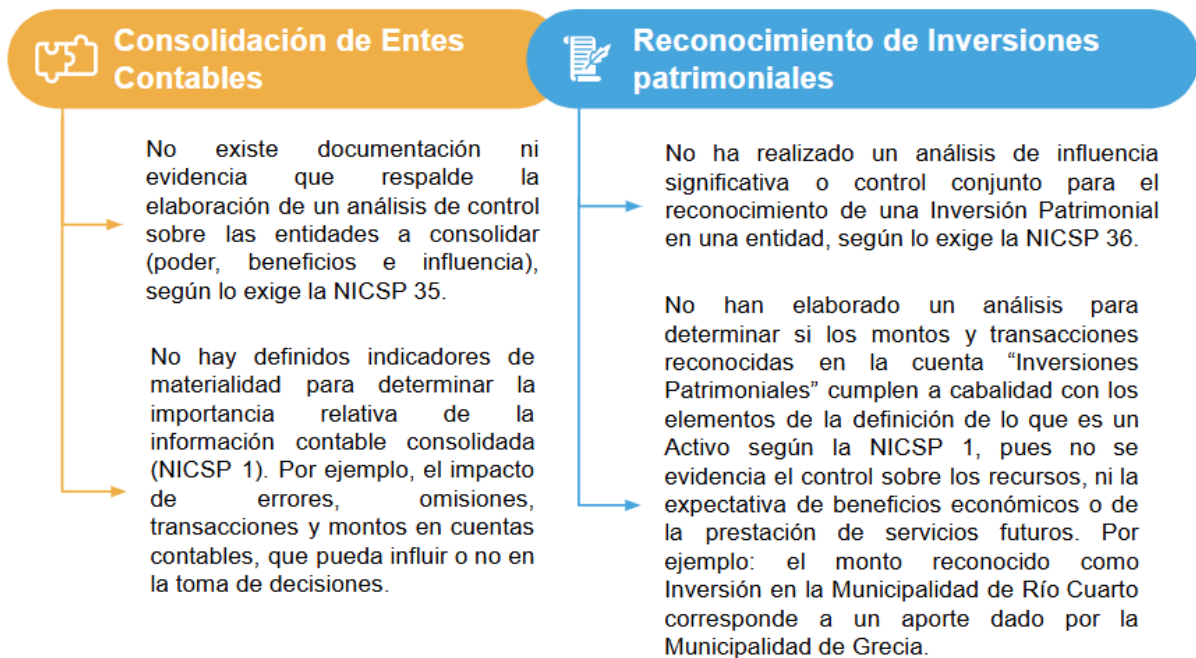 Consolidación de Entes
Contables
No existe documentación ni
evidencia que respalde la
elaboración de un análisis de control
sobre las entidades a consolidar
(poder, beneficios e influencia),
según lo exige la NICSP 35.
No hay definidos indicadores de
materialidad para determinar la
importancia relativa de la
información contable consolidada
(NICSP 1). Por ejemplo, el impacto
de errores, omisiones,
transacciones y montos en cuentas
contables, que pueda influir o no en
la toma de decisiones.
Reconocimiento de Inversiones
patrimoniales
No ha realizado un análisis de influencia
significativa o control conjunto para el
reconocimiento de una Inversión Patrimonial
en una entidad, según lo exige la NICSP 36.
No han elaborado un análisis para
determinar si los montos y transacciones
reconocidas en la cuenta “Inversiones
Patrimoniales” cumplen a cabalidad con los
elementos de la definición de lo que es un
Activo según la NICSP 1, pues no se
evidencia el control sobre los recursos, ni la
expectativa de beneficios económicos o de
la prestación de servicios futuros. Por
ejemplo: el monto reconocido como
Inversión en la Municipalidad de Río Cuarto
corresponde a un aporte dado por la
Municipalidad de Grecia.